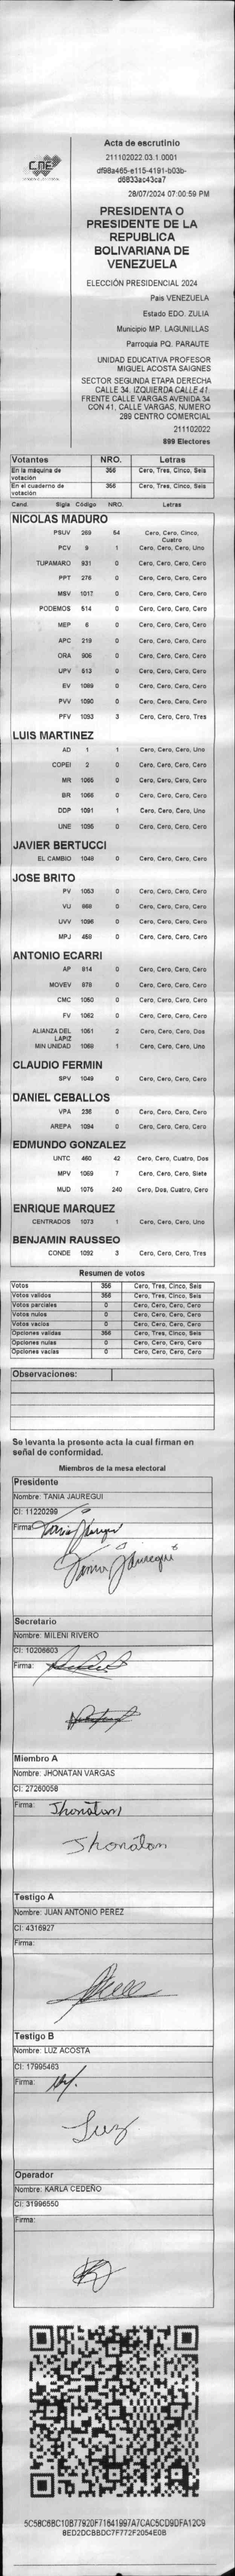 CNE
Acta de escrutinio
211102022.03.1.0001
df98a465-e115-4191-b03b-
d6833ac43ca7
28/07/2024 07:00:59 PM
PRESIDENTA O
PRESIDENTE DE LA
REPUBLICA
BOLIVARIANA DE
VENEZUELA
ELECCIÓN PRESIDENCIAL 2024
Pais VENEZUELA
Estado EDO. ZULIA
Municipio MP. LAGUNILLAS
Parroquia PQ. PARAUTE
UNIDAD EDUCATIVA PROFESOR
MIGUEL ACOSTA SAIGNES
SECTOR SEGUNDA ETAPA DERECHA
CALLE 34. IZQUIERDA CALLE 41.
FRENTE CALLE VARGAS AVENIDA 34
CON 41, CALLE VARGAS, NUMERO
289 CENTRO COMERCIAL
211102022
899 Electores
Votantes NRO. Letras
En la máquina de votación 356 Cero, Tres, Cinco, Seis
En el cuaderno de votación 356 Cero, Tres, Cinco, Seis
Cand. Sigla Código NRO. Letras
NICOLAS MADURO
PSUV 269 54 Cero, Cero, Cinco, Cuatro
PCV 9 1 Cero, Cero, Cero, Uno
TUPAMARO 931 0 Cero, Cero, Cero, Cero
PPT 276 0 Cero, Cero, Cero, Cero
MSV 1017 0 Cero, Cero, Cero, Cero
PODEMOS 514 0 Cero, Cero, Cero, Cero
MEP 6 0 Cero, Cero, Cero, Cero
APC 219 0 Cero, Cero, Cero, Cero
ORA 906 0 Cero, Cero, Cero, Cero
UPV 513 0 Cero, Cero, Cero, Cero
EV 1089 0 Cero, Cero, Cero, Cero
PVV 1090 0 Cero, Cero, Cero, Cero
PFV 1093 3 Cero, Cero, Cero, Tres
LUIS MARTINEZ
AD 1 1 Cero, Cero, Cero, Uno
COPEI 2 0 Cero, Cero, Cero, Cero
MR 1065 0 Cero, Cero, Cero, Cero
BR 1066 0 Cero, Cero, Cero, Cero
DDP 1091 1 Cero, Cero, Cero, Uno
UNE 1095 0 Cero, Cero, Cero, Cero
JAVIER BERTUCCI
EL CAMBIO 1048 0 Cero, Cero, Cero, Cero
JOSE BRITO
PV 1053 0 Cero, Cero, Cero, Cero
VU 668 0 Cero, Cero, Cero, Cero
UVV 1096 0 Cero, Cero, Cero, Cero
MPJ 459 0 Cero, Cero, Cero, Cero
ANTONIO ECARRI
AP 814 0 Cero, Cero, Cero, Cero
MOVEV 878 0 Cero, Cero, Cero, Cero
CMC 1050 0 Cero, Cero, Cero, Cero
FV 1062 0 Cero, Cero, Cero, Cero
ALIANZA DEL LAPIZ 1051 2 Cero, Cero, Cero, Dos
MIN UNIDAD 1069 1 Cero, Cero, Cero, Uno
CLAUDIO FERMIN
SPV 1049 0 Cero, Cero, Cero, Cero
DANIEL CEBALLOS
VPA 236 0 Cero, Cero, Cero, Cero
AREPA 1094 0 Cero, Cero, Cero, Cero
EDMUNDO GONZALEZ
UNTC 460 42 Cero, Cero, Cuatro, Dos
MPV 1069 7 Cero, Cero, Cero, Siete
MUD 1075 240 Cero, Dos, Cuatro, Cero
ENRIQUE MARQUEZ
CENTRADOS 1073 1 Cero, Cero, Cero, Uno
BENJAMIN RAUSSEO
CONDE 1092 3 Cero, Cero, Cero, Tres
Resumen de votos
Votos 356 Cero, Tres, Cinco, Seis
Votos validos 356 Cero, Tres, Cinco, Seis
Votos parciales 0 Cero, Cero, Cero, Cero
Votos nulos 0 Cero, Cero, Cero, Cero
Votos vacios 0 Cero, Cero, Cero, Cero
Opciones validas 356 Cero, Tres, Cinco, Seis
Opciones nulas 0 Cero, Cero, Cero, Cero
Opciones vacias 0 Cero, Cero, Cero, Cero
Observaciones:
Se levanta la presente acta la cual firman en
señal de conformidad.
Miembros de la mesa electoral
Presidente
Nombre: TANIA JAUREGUI
CI: 11220299
Firma: Tania Jauregui
Tania Jauregui
Secretario
Nombre: MILENI RIVERO
CI: 10206603
Firma:
Miembro A
Nombre: JHONATAN VARGAS
CI: 27260056
Firma: Jhonatan
Jhonatan
Testigo A
Nombre: JUAN ANTONIO PEREZ
CI: 4316927
Firma:
Testigo B
Nombre: LUZ ACOSTA
CI: 17995463
Firma:
Luz
Operador
Nombre: KARLA CEDEÑO
CI: 31996550
Firma:
5C58C6BC10B77920F71641997A7CAC5CD9DFA12C9
8ED2DCBBDC7F772F2054E0B